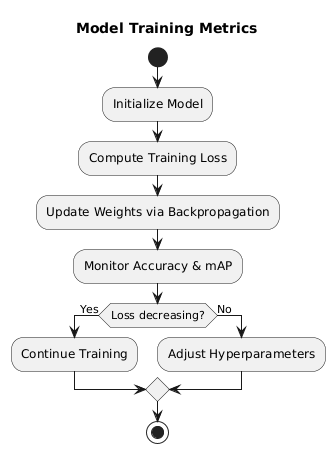 Model Training Metrics
Initialize Model
Compute Training Loss
Update Weights via Backpropagation
Monitor Accuracy & mAP
Loss decreasing?
Yes
No
Continue Training
Adjust Hyperparameters